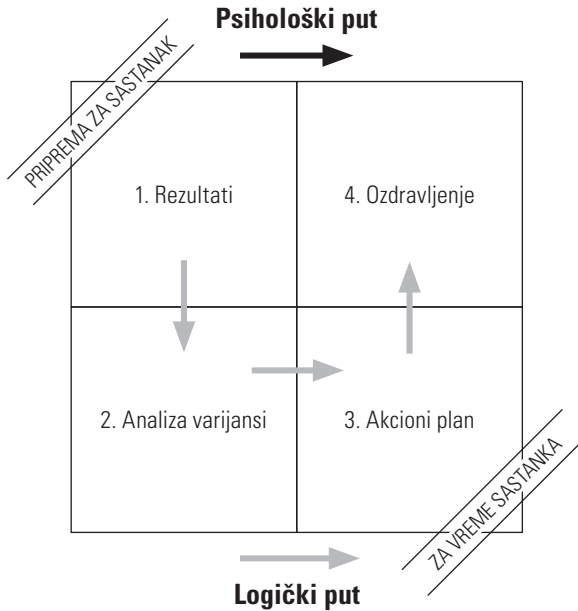 Psihološki put
PRIPREMA ZA SASTANAK
1. Rezultati
4. Ozdravljenje
2. Analiza varijansi
3. Akcioni plan
ZA VREME SASTANKA
Logički put